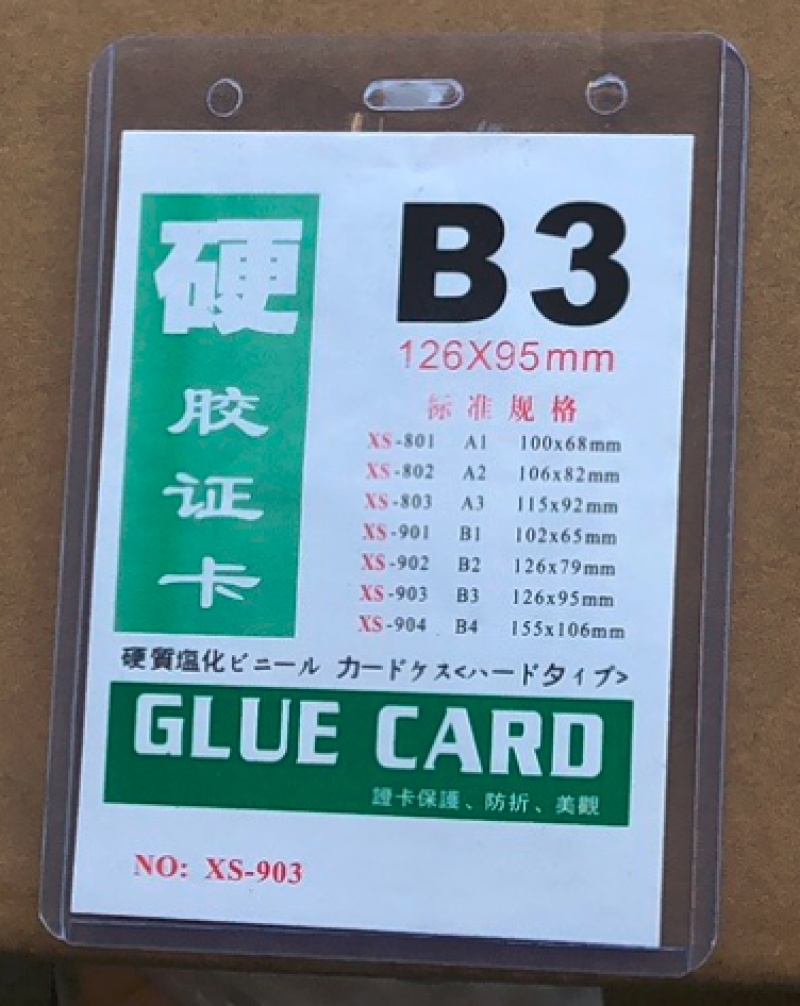 硬胶证卡
B3
126X95mm
标准规格
XS-801 A1 100x68mm
XS-802 A2 106x82mm
XS-803 A3 115x92mm
XS-901 B1 102x65mm
XS-902 B2 126x79mm
XS-903 B3 126x95mm
XS-904 B4 155x106mm
硬質塩化ビニール カードケス<ハードタイプ>
GLUE CARD
證卡保護、防折、美觀
NO: XS-903